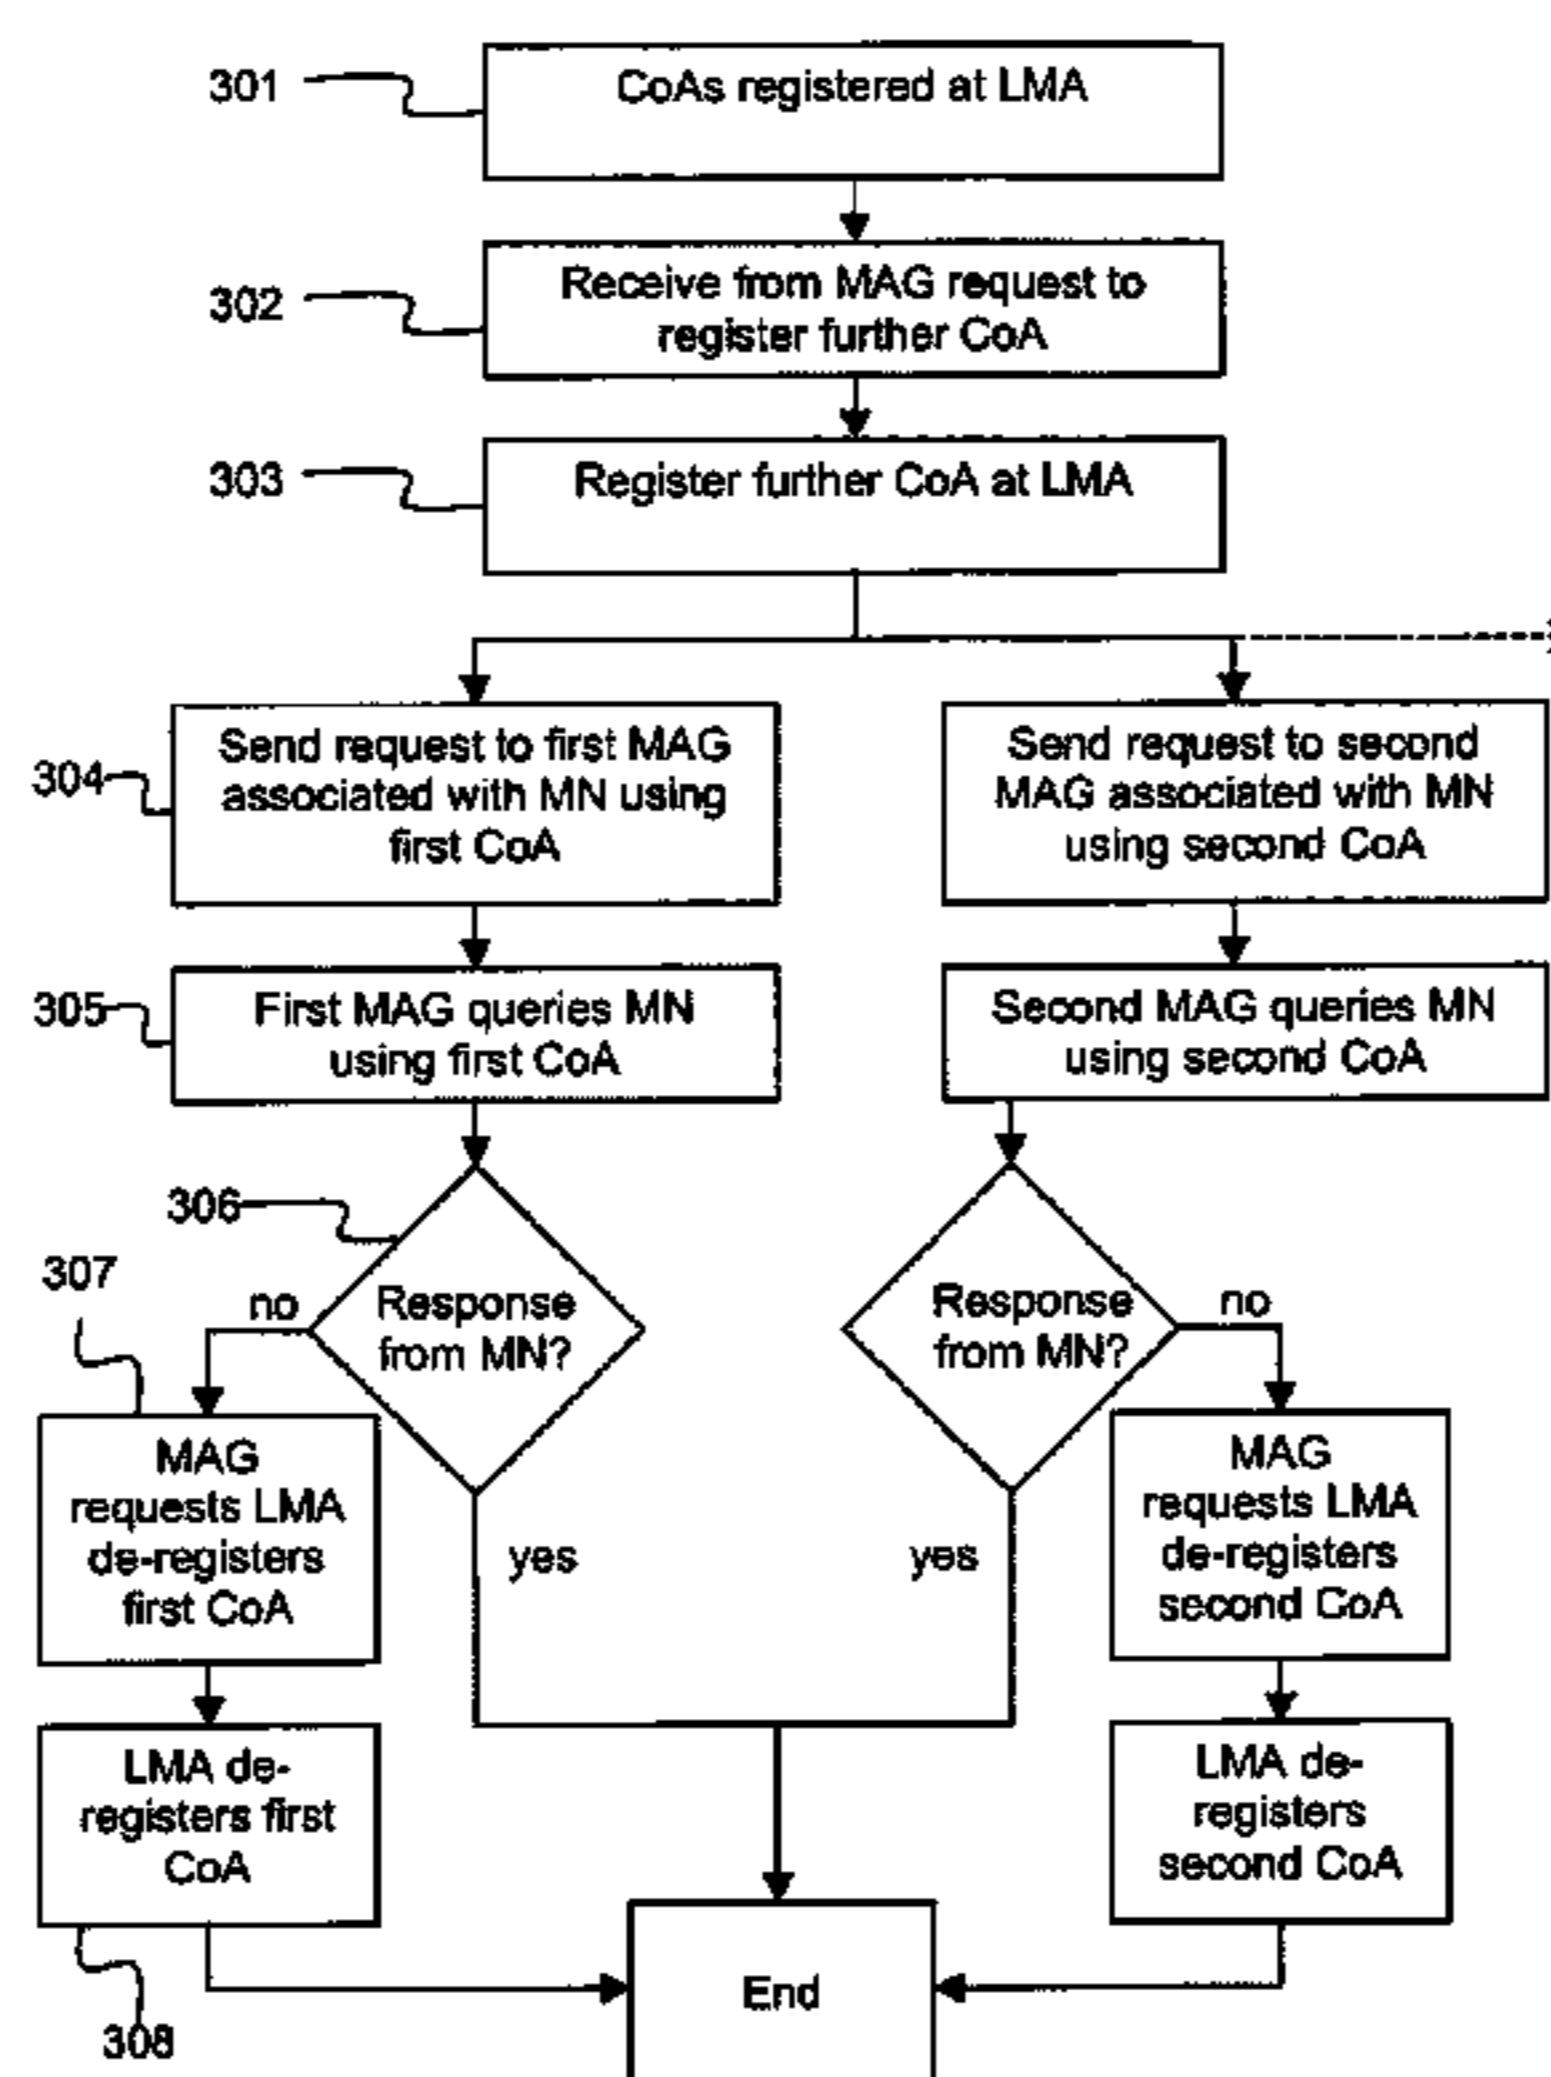 301
CoAs registered at LMA
302
Receive from MAG request to
register further CoA
303
Register further CoA at LMA
304
Send request to first MAG
associated with MN using
first CoA
Send request to second
MAG associated with MN
using second CoA
305
First MAG queries MN
using first CoA
Second MAG queries MN
using second CoA
306
Response
from MN?
no
yes
Response
from MN?
no
yes
307
MAG
requests LMA
de-registers
first CoA
MAG
requests LMA
de-registers
second CoA
LMA de-
registers first
CoA
LMA de-
registers
second CoA
308
End